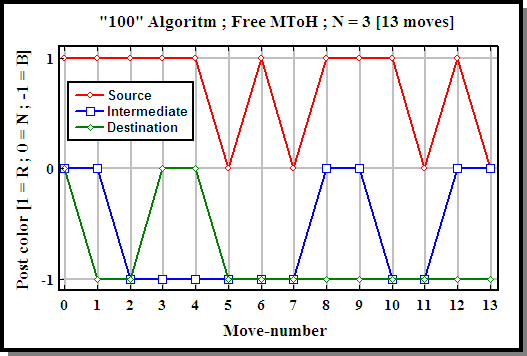 "100" Algoritm ; Free MToH ; N = 3 [13 moves]
Post color [1 = R ; 0 = N ; -1 = B]
1
0
-1
Source
Intermediate
Destination
0 1 2 3 4 5 6 7 8 9 10 11 12 13
Move-number